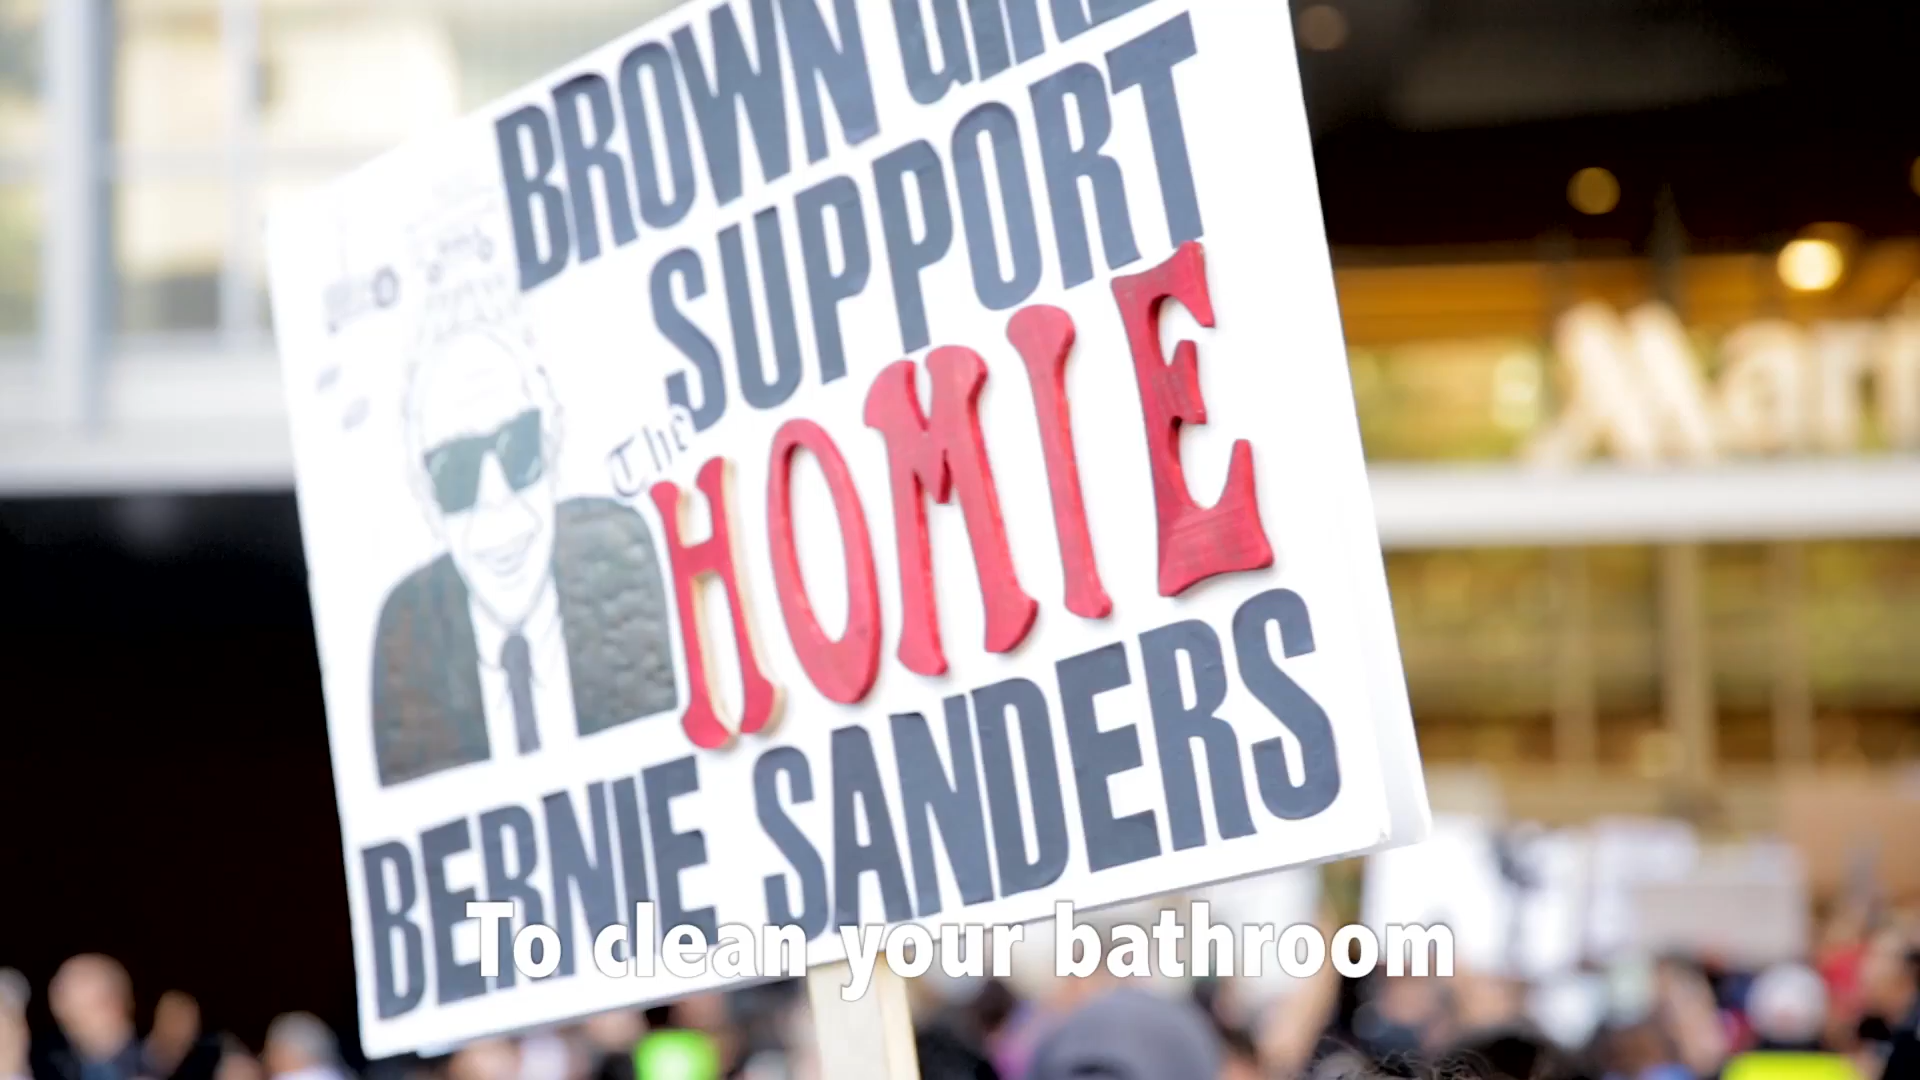 BROWN
SUPPORT
The
HOMIE
BERNIE SANDERS
To clean your bathroom